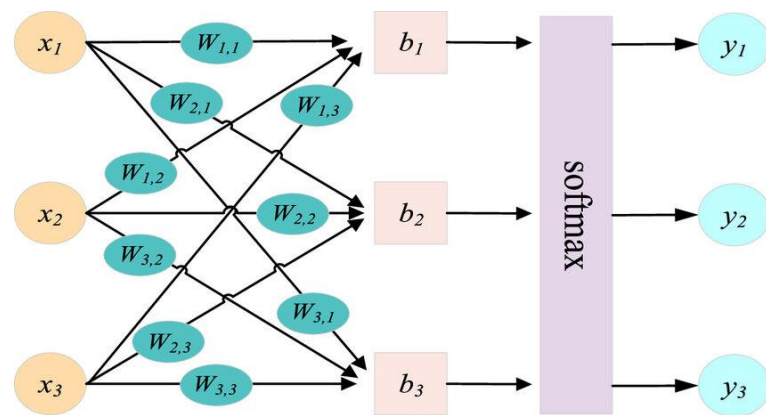 x1 W1,1 b1 y1
W2,1 W1,3
W1,2
x2 W2,2 b2 softmax y2
W3,2
W3,1
W2,3
x3 W3,3 b3 y3